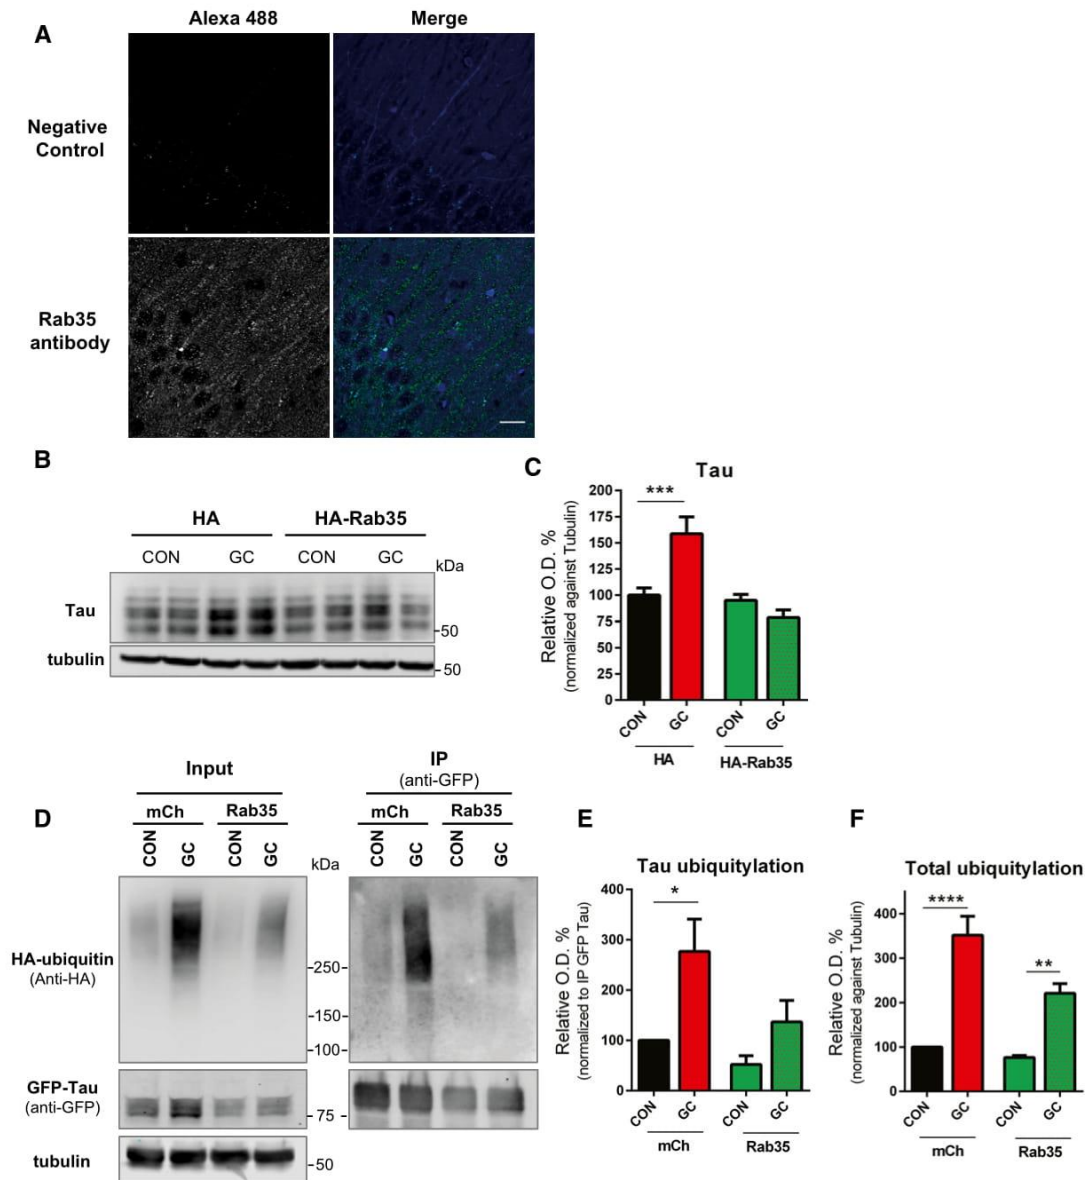 A
Alexa 488
Merge
Negative
Control
Rab35
antibody
B
HA
HA-Rab35
CON
GC
CON
GC
kDa
Tau
50
tubulin
50
C
Tau
Relative O.D. %
(normalized against Tubulin)
200
175
150
125
100
75
50
25
0
***
CON
GC
CON
GC
HA
HA-Rab35
D
Input
IP
(anti-GFP)
mCh
Rab35
mCh
Rab35
CON
GC
CON
GC
kDa
CON
GC
CON
GC
HA-ubiquitin
(Anti-HA)
250
150
100
GFP-Tau
(anti-GFP)
75
tubulin
50
E
Tau ubiquitylation
Relative O.D. %
(normalized to IP GFP Tau)
400
300
200
100
0
*
CON
GC
CON
GC
mCh
Rab35
F
Total ubiquitylation
Relative O.D. %
(normalized against Tubulin)
400
300
200
100
0
****
**
CON
GC
CON
GC
mCh
Rab35